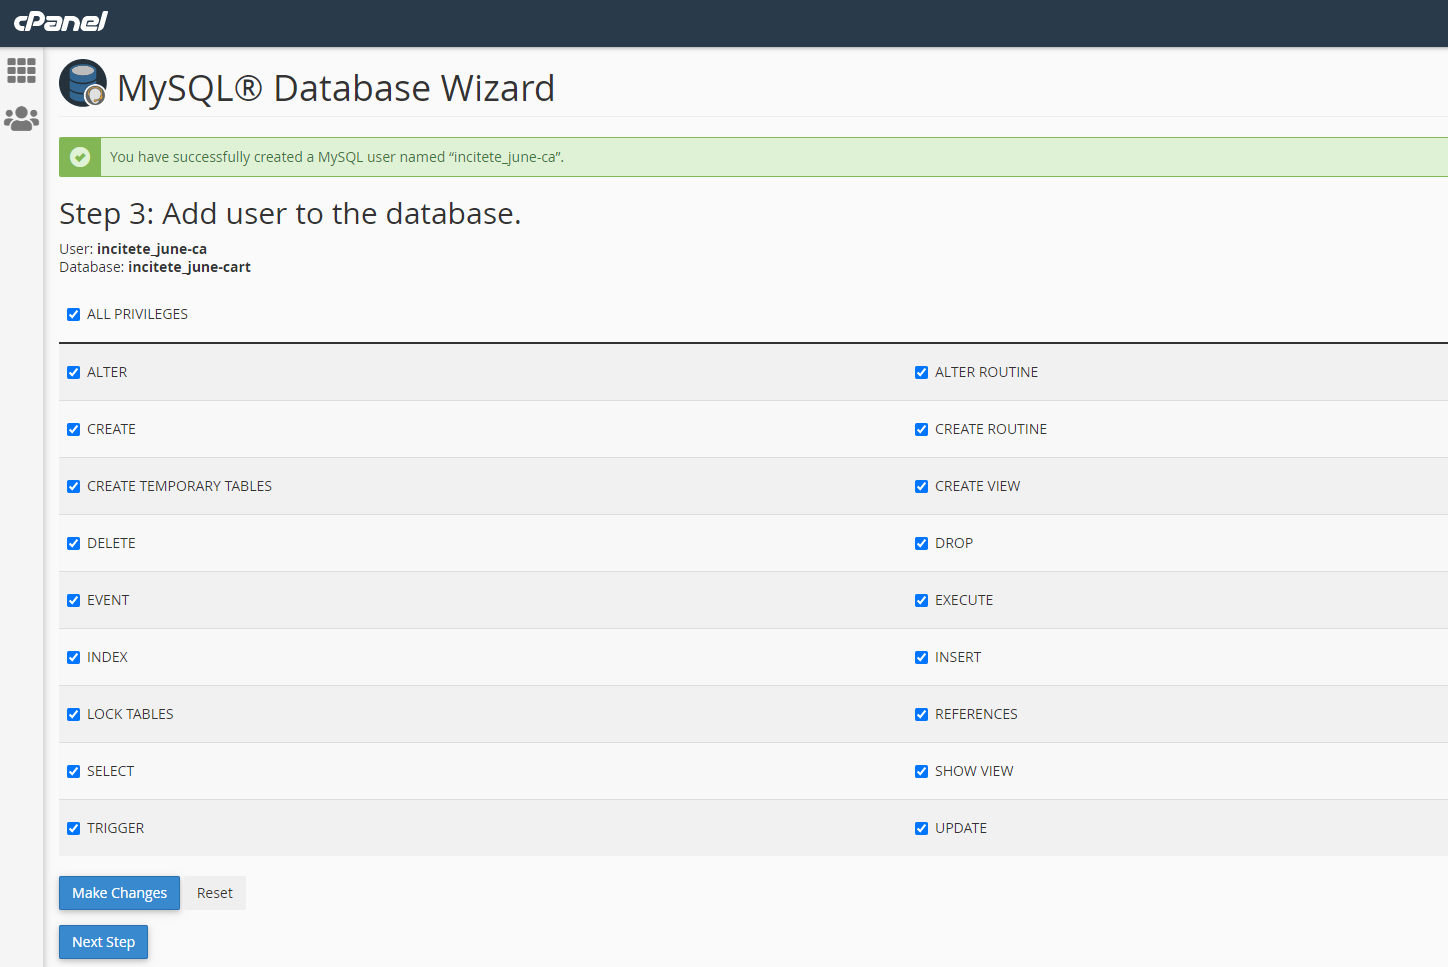 cPanel
MySQL® Database Wizard
You have successfully created a MySQL user named “incitete_june-ca”.
Step 3: Add user to the database.
User: incitete_june-ca
Database: incitete_june-cart
ALL PRIVILEGES
ALTER
ALTER ROUTINE
CREATE
CREATE ROUTINE
CREATE TEMPORARY TABLES
CREATE VIEW
DELETE
DROP
EVENT
EXECUTE
INDEX
INSERT
LOCK TABLES
REFERENCES
SELECT
SHOW VIEW
TRIGGER
UPDATE
Make Changes
Reset
Next Step